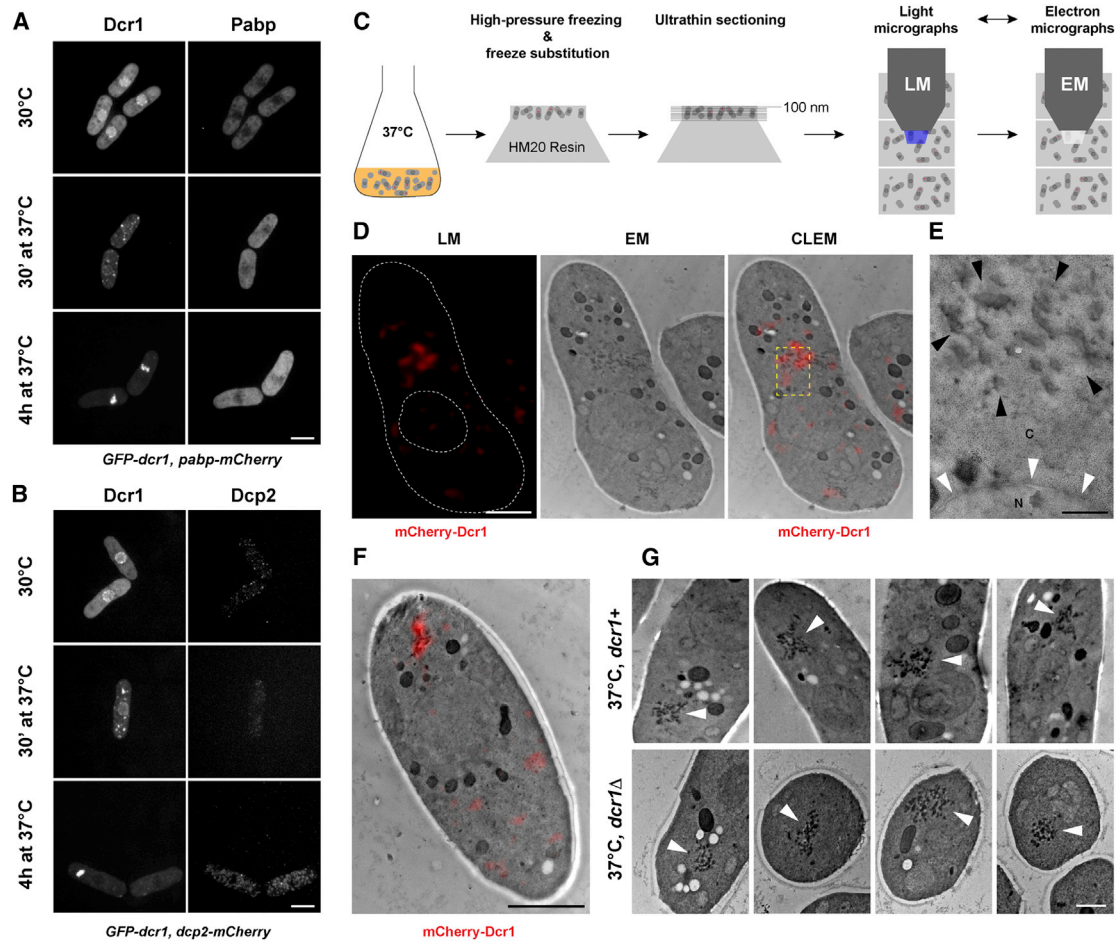 A
Dcr1 Pabp
30°C
30' at 37°C
4h at 37°C
GFP-dcr1, pabp-mCherry
B
Dcr1 Dcp2
30°C
30' at 37°C
4h at 37°C
GFP-dcr1, dcp2-mCherry
C
High-pressure freezing
&
freeze substitution
Ultrathin sectioning
Light
micrographs
Electron
micrographs
37°C
HM20 Resin
100 nm
LM
EM
D
LM EM CLEM
mCherry-Dcr1 mCherry-Dcr1
E
C
N
F
mCherry-Dcr1
G
37°C, dcr1+
37°C, dcr1Δ